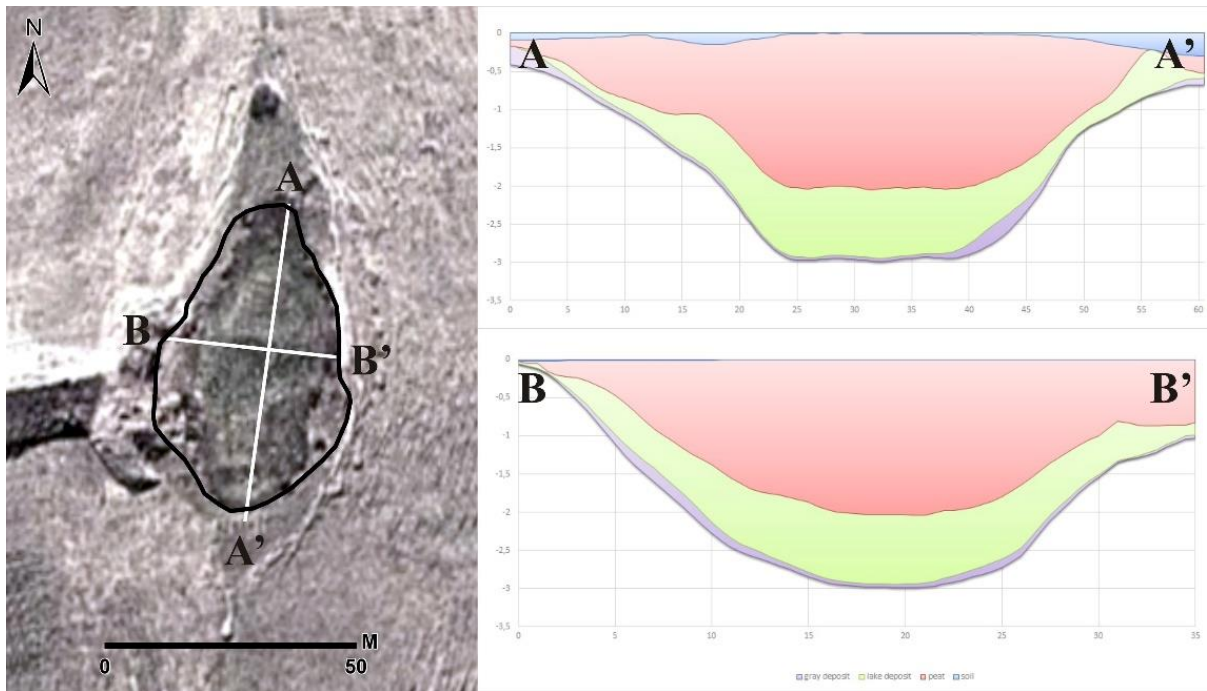 N
A
B
B'
A'
M
0 50
0
-0,5
-1
-1,5
-2
-2,5
-3
-3,5
A A'
0 5 10 15 20 25 30 35 40 45 50 55 60
0
-0,5
-1
-1,5
-2
-2,5
-3
-3,5
B B'
0 5 10 15 20 25 30 35
gray deposit lake deposit peat soil